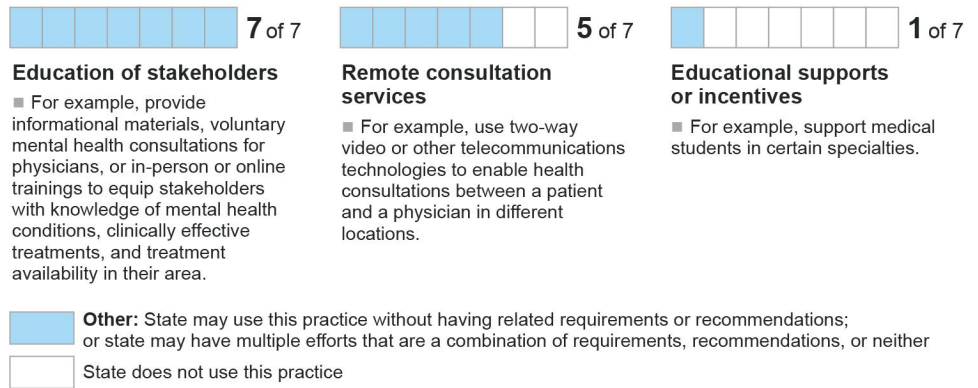 7 of 7
Education of stakeholders
■ For example, provide
informational materials, voluntary
mental health consultations for
physicians, or in-person or online
trainings to equip stakeholders
with knowledge of mental health
conditions, clinically effective
treatments, and treatment
availability in their area.
5 of 7
Remote consultation
services
■ For example, use two-way
video or other telecommunications
technologies to enable health
consultations between a patient
and a physician in different
locations.
1 of 7
Educational supports
or incentives
■ For example, support medical
students in certain specialties.
Other: State may use this practice without having related requirements or recommendations;
or state may have multiple efforts that are a combination of requirements, recommendations, or neither
State does not use this practice